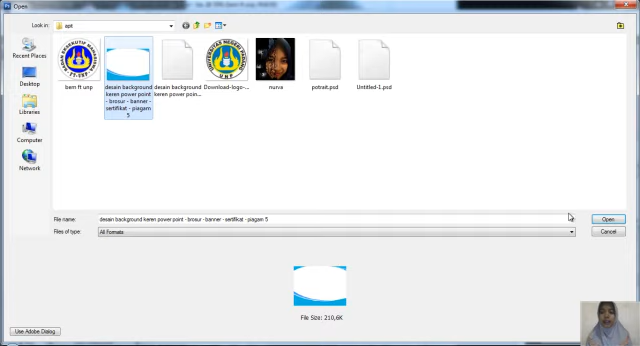 Open
Look in:
apt
Recent Places
Desktop
Libraries
Computer
Network
bem ft unp
desain background
keren power point
- brosur - banner -
sertifikat - piagam
5
desain background
keren power poin...
Download-logo-...
nurva
potrait.psd
Untitled-1.psd
File name:
desain background keren power point - brosur - banner - sertifikat - piagam 5
Open
Files of type:
All Formats
Cancel
File Size: 210,6K
Use Adobe Dialog